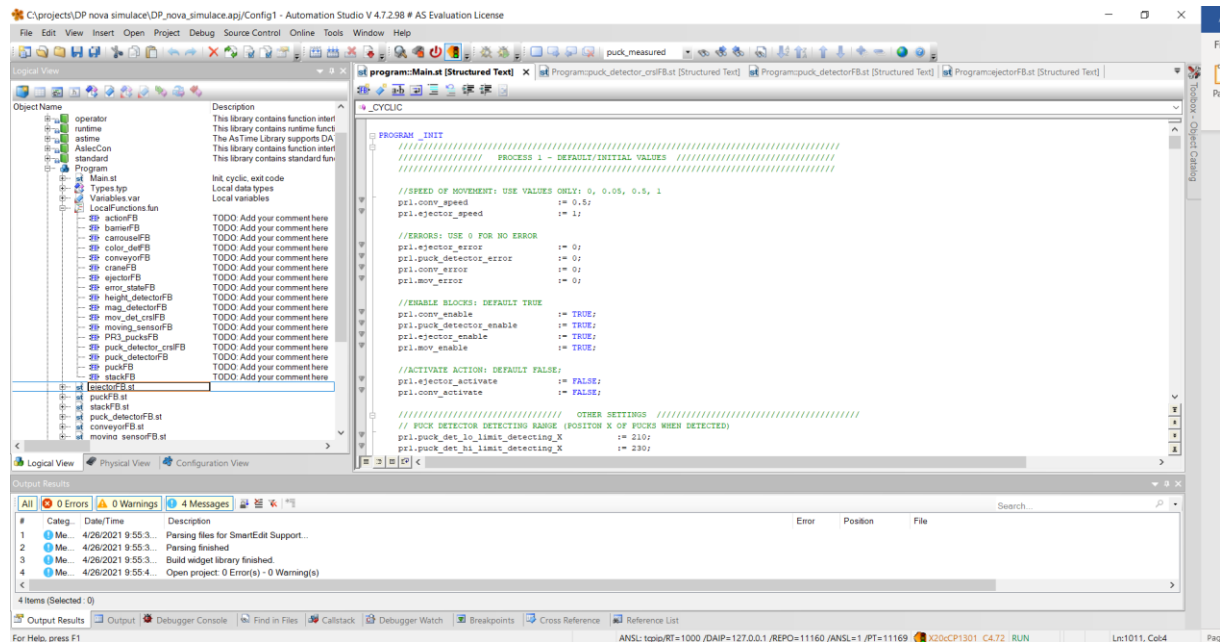 C:\projects\DP nova simulace\DP_nova_simulace.apj/Config1 - Automation Studio V 4.7.2.98 # AS Evaluation License
File Edit View Insert Open Project Debug Source Control Online Tools Window Help
puck_measured
Logical View
program::Main.st [Structured Text] Program::puck_detector_crslFB.st [Structured Text] Program::puck_detectorFB.st [Structured Text] Program::ejectorFB.st [Structured Text]
_CYCLIC
Object Name Description
operator This library contains function interf
runtime This library contains runtime functi
astime The AsTime Library supports DA
AsIecCon This library contains function interf
standard This library contains standard fun
Program
Main.st Init, cyclic, exit code
Types.typ Local data types
Variables.var Local variables
LocalFunctions.fun
actionFB TODO: Add your comment here
barrierFB TODO: Add your comment here
carrouselFB TODO: Add your comment here
color_detFB TODO: Add your comment here
conveyorFB TODO: Add your comment here
craneFB TODO: Add your comment here
ejectorFB TODO: Add your comment here
error_stateFB TODO: Add your comment here
height_detectorFB TODO: Add your comment here
mag_detectorFB TODO: Add your comment here
mov_det_crslFB TODO: Add your comment here
moving_sensorFB TODO: Add your comment here
PR3_pucksFB TODO: Add your comment here
puck_detector_crslFB TODO: Add your comment here
puck_detectorFB TODO: Add your comment here
puckFB TODO: Add your comment here
stackFB TODO: Add your comment here
ejectorFB.st
puckFB.st
stackFB.st
puck_detectorFB.st
conveyorFB.st
moving_sensorFB.st
Logical View Physical View Configuration View
PROGRAM _INIT
PROCESS 1 - DEFAULT/INITIAL VALUES
//SPEED OF MOVEMENT: USE VALUES ONLY: 0, 0.05, 0.5, 1
pr1.conv_speed := 0.5;
pr1.ejector_speed := 1;
//ERRORS: USE 0 FOR NO ERROR
pr1.ejector_error := 0;
pr1.puck_detector_error := 0;
pr1.conv_error := 0;
pr1.mov_error := 0;
//ENABLE BLOCKS: DEFAULT TRUE
pr1.conv_enable := TRUE;
pr1.puck_detector_enable := TRUE;
pr1.ejector_enable := TRUE;
pr1.mov_enable := TRUE;
//ACTIVATE ACTION: DEFAULT FALSE;
pr1.ejector_activate := FALSE;
pr1.conv_activate := FALSE;
OTHER SETTINGS
// PUCK DETECTOR DETECTING RANGE (POSITON X OF PUCKS WHEN DETECTED)
pr1.puck_det_lo_limit_detecting_X := 210;
pr1.puck_det_hi_limit_detecting_X := 230;
Toolbox - Object Catalog
Output Results
All 0 Errors 0 Warnings 4 Messages Search...
# Categ... Date/Time Description Error Position File
1 Me... 4/26/2021 9:55:3... Parsing files for SmartEdit Support...
2 Me... 4/26/2021 9:55:3... Parsing finished
3 Me... 4/26/2021 9:55:3... Build widget library finished.
4 Me... 4/26/2021 9:55:4... Open project: 0 Error(s) - 0 Warning(s)
4 Items (Selected : 0)
Output Results Output Debugger Console Find in Files Callstack Debugger Watch Breakpoints Cross Reference Reference List
For Help, press F1 ANSL: tcpip/RT=1000 /DAIP=127.0.0.1 /REPO=11160 /ANSL=1 /PT=11169 X20cCP1301 C4.72 RUN Ln:1011, Col:4